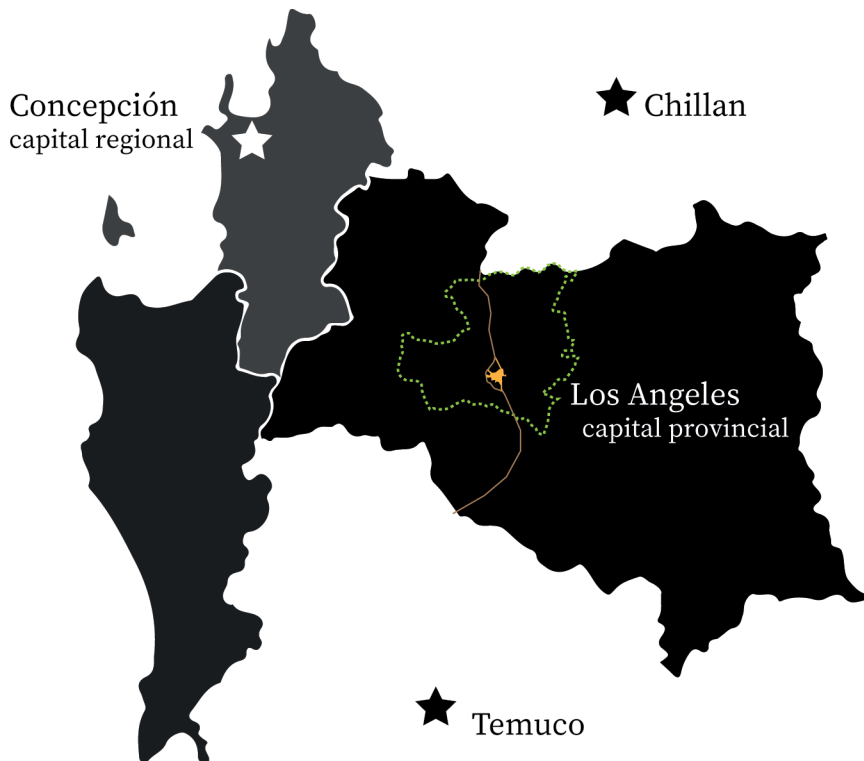 Concepción
capital regional
Chillan
Los Angeles
capital provincial
Temuco